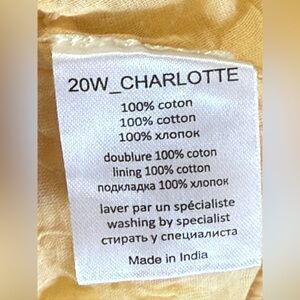 20W_CHARLOTTE
100% coton
100% cotton
100% хлопок
doublure 100% coton
lining 100% cotton
подкладка 100% хлопок
laver par un spécialiste
washing by specialist
стирать у специалиста
Made in India